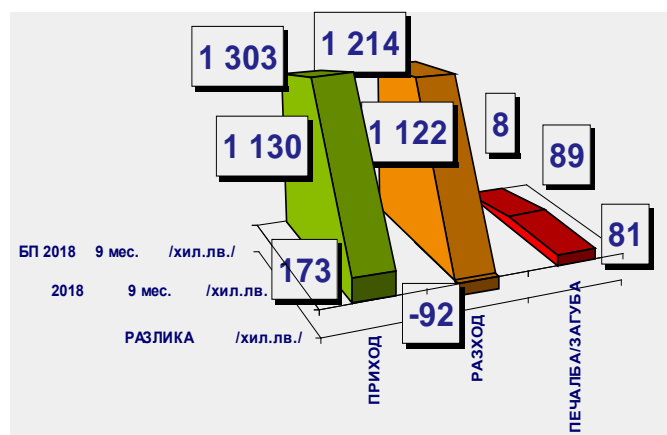 1 303
1 214
1 130
1 122
8
89
81
173
-92
БП 2018 9 мес. /хил.лв./
2018 9 мес. /хил.лв.
РАЗЛИКА /хил.лв./
ПРИХОД
РАЗХОД
ПЕЧАЛБА/ЗАГУБА